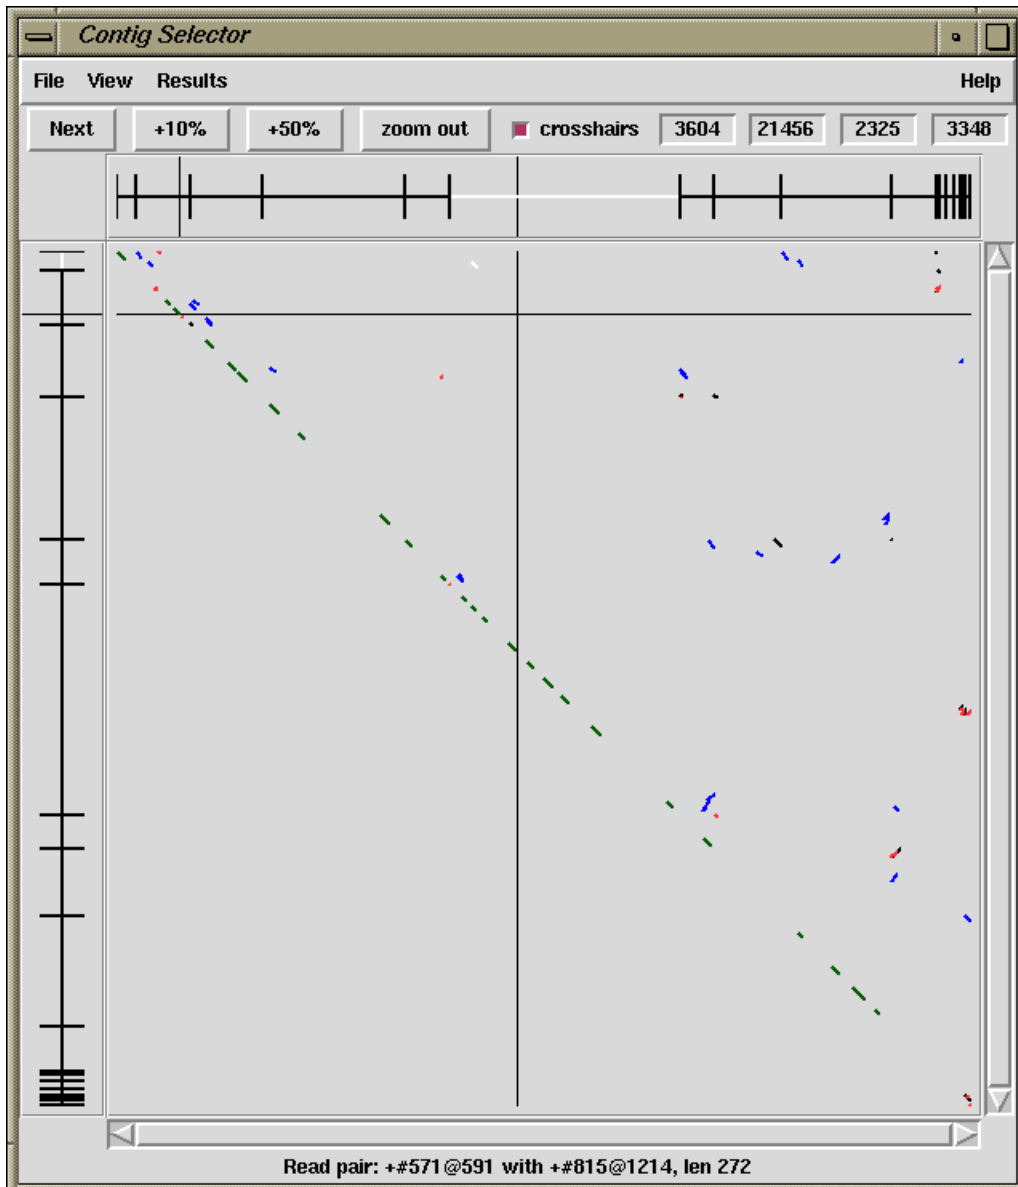 Contig Selector
File View Results Help
Next +10% +50% zoom out crosshairs 3604 21456 2325 3348
Read pair: +#571@591 with +#815@1214, len 272